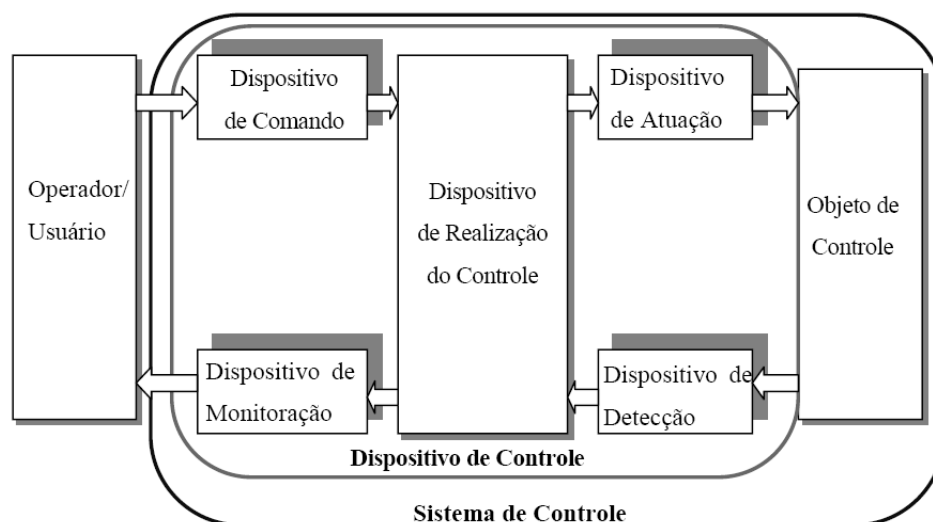 Operador/
Usuário
Dispositivo
de Comando
Dispositivo de
Monitoração
Dispositivo
de Realização
do Controle
Dispositivo
de Atuação
Dispositivo de
Detecção
Objeto de
Controle
Dispositivo de Controle
Sistema de Controle